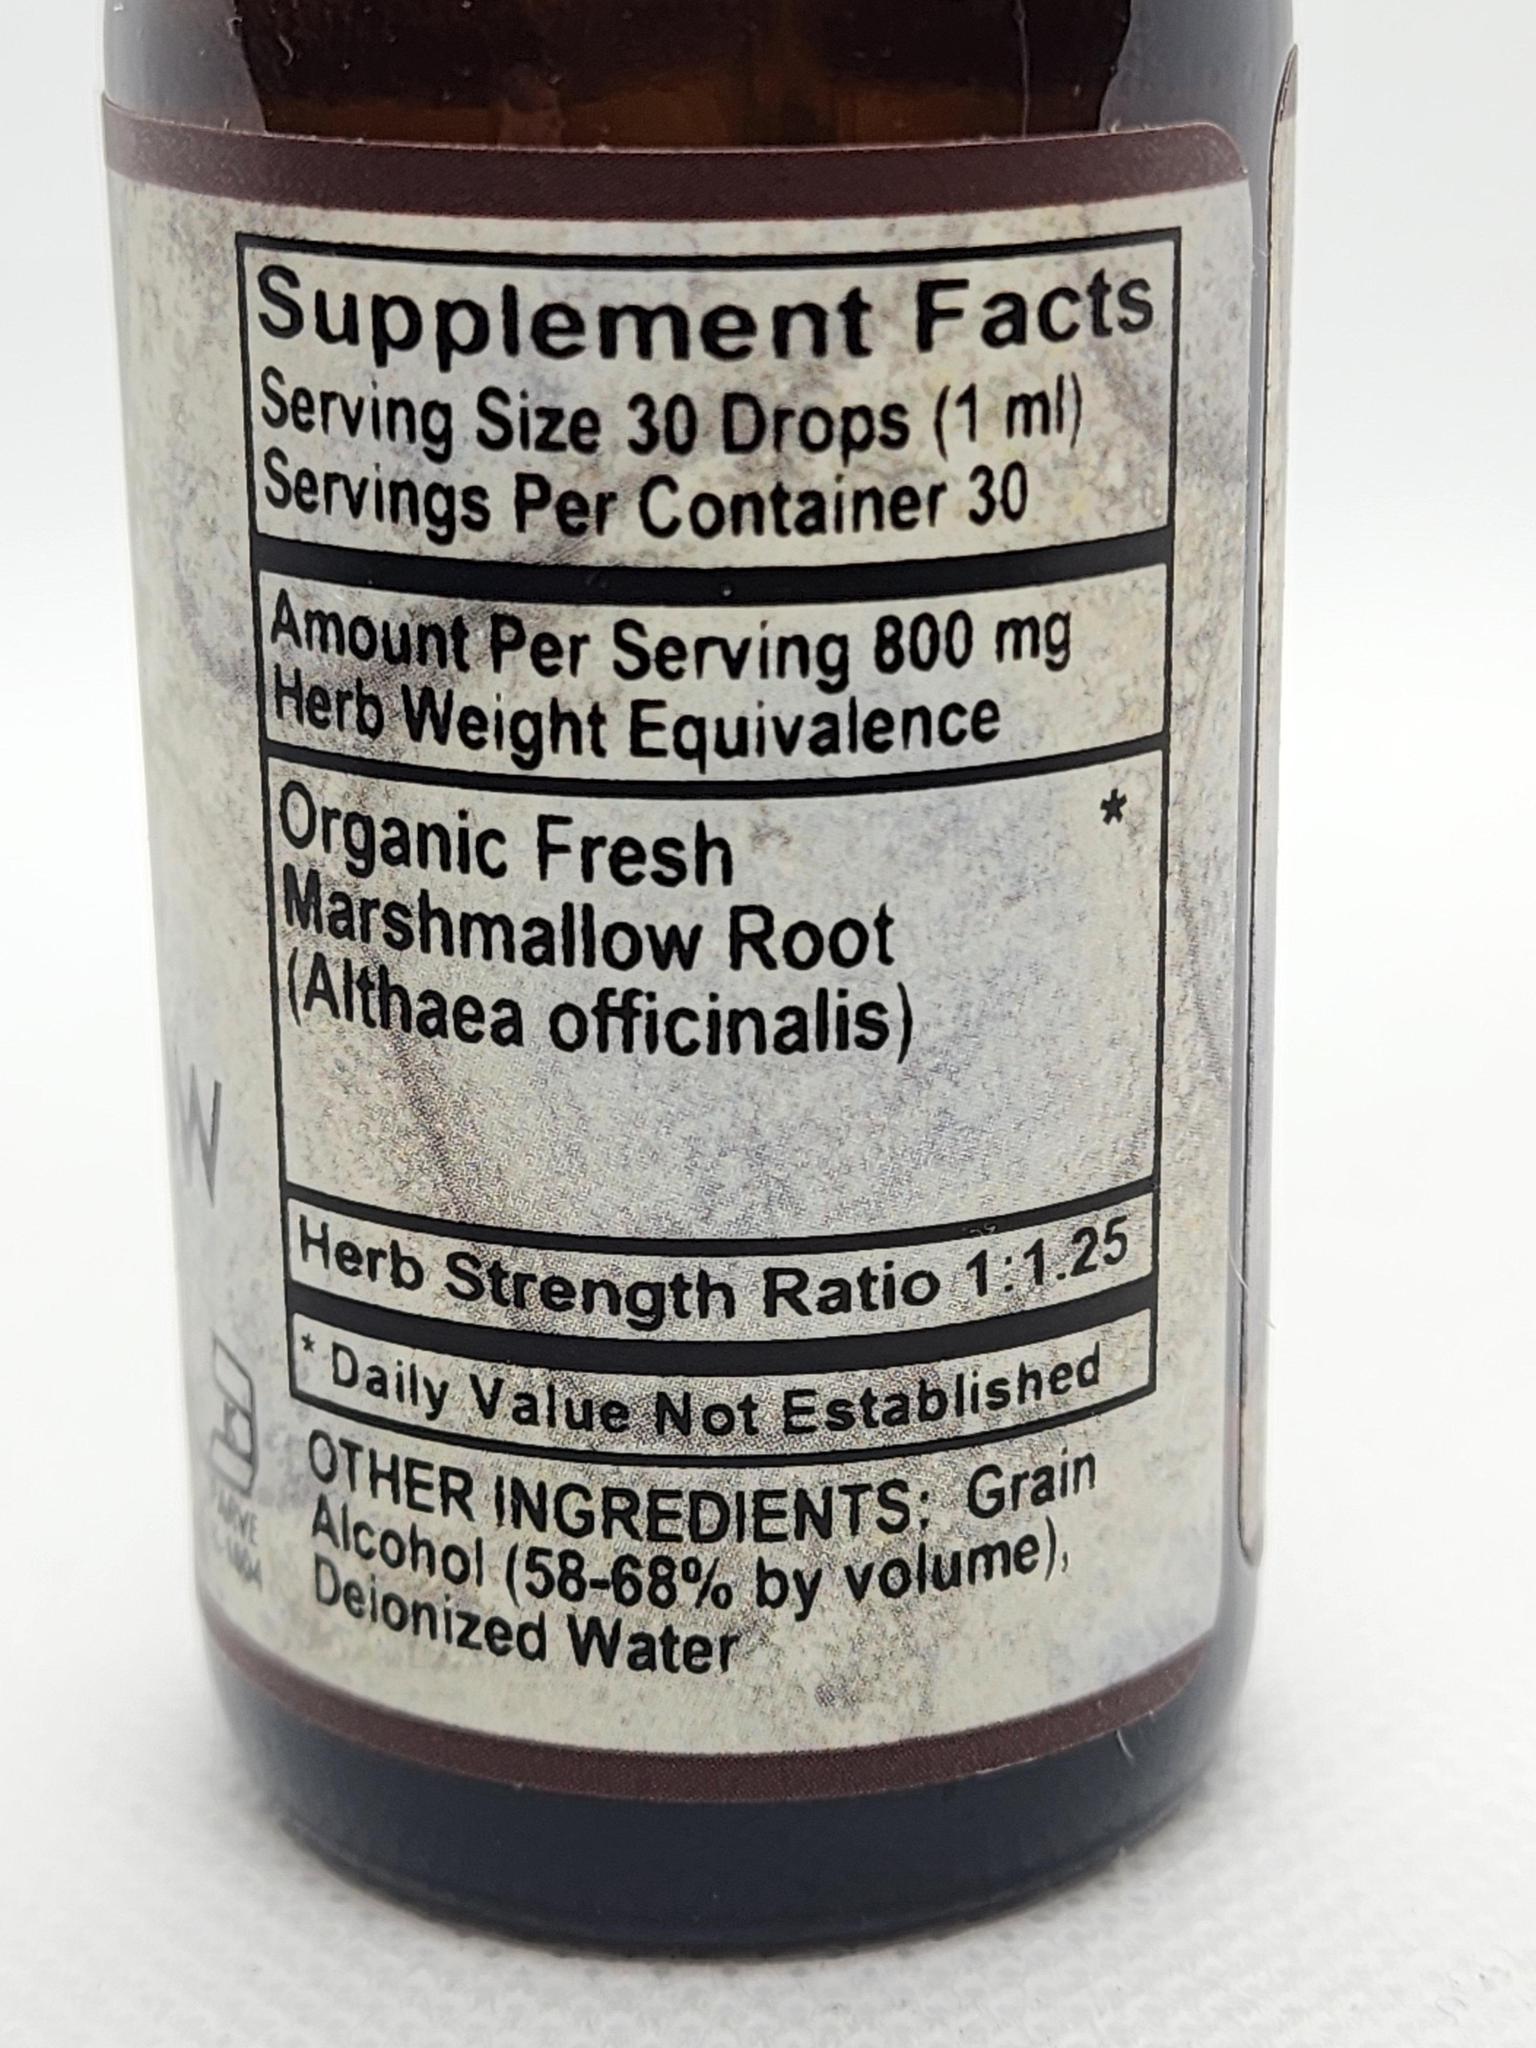 Supplement Facts
Serving Size 30 Drops (1 ml)
Servings Per Container 30
Amount Per Serving 800 mg
Herb Weight Equivalence
Organic Fresh *
Marshmallow Root
(Althaea officinalis)
Herb Strength Ratio 1:1.25
* Daily Value Not Established
OTHER INGREDIENTS: Grain
Alcohol (58-68% by volume),
Deionized Water
W